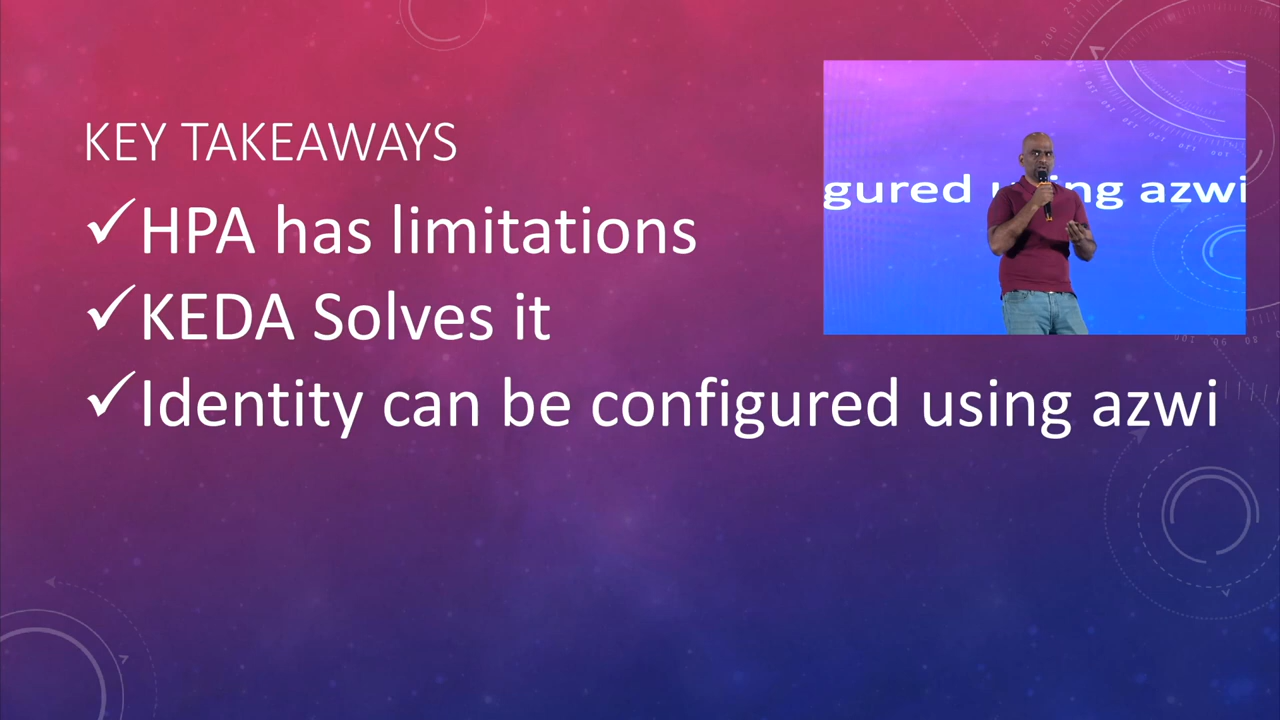 KEY TAKEAWAYS
✓HPA has limitations
✓KEDA Solves it
✓Identity can be configured using azwi
gured using azwi